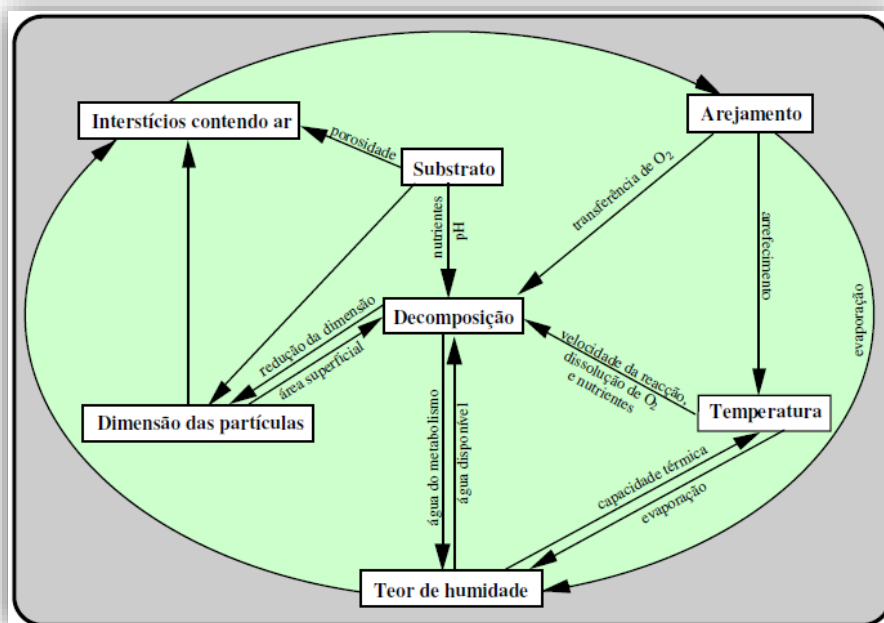 Interstícios contendo ar
Arejamento
porosidade
Substrato
transferência de O2
nutrientes
pH
arrefecimento
evaporação
Decomposição
redução da dimensão
área superficial
velocidade da reacção,
dissolução de O2
e nutrientes
Dimensão das partículas
Temperatura
água do metabolismo
água disponível
capacidade térmica
evaporação
Teor de humidade